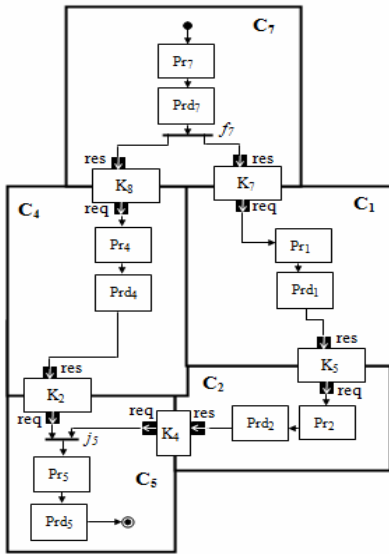 C7
Pr7
Prd7
f7
res
res
K8
K7
req
req
C4
C1
Pr4
Pr1
Prd4
Prd1
res
K5
res
req
C2
K2
req
req
res
K4
Prd2
Pr2
j5
Pr5
C5
Prd5